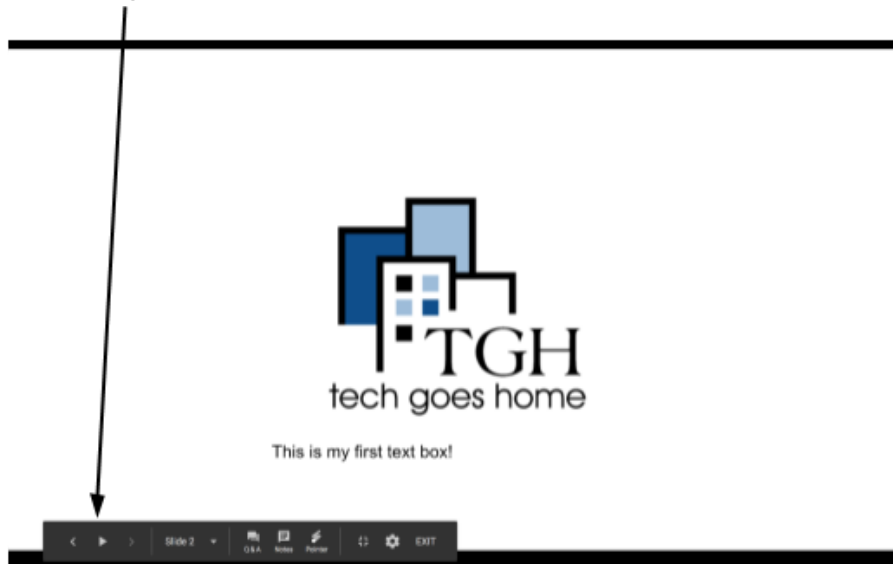 TGH
tech goes home
This is my first text box!
Slide 2 Q&A Notes Pointer EXIT